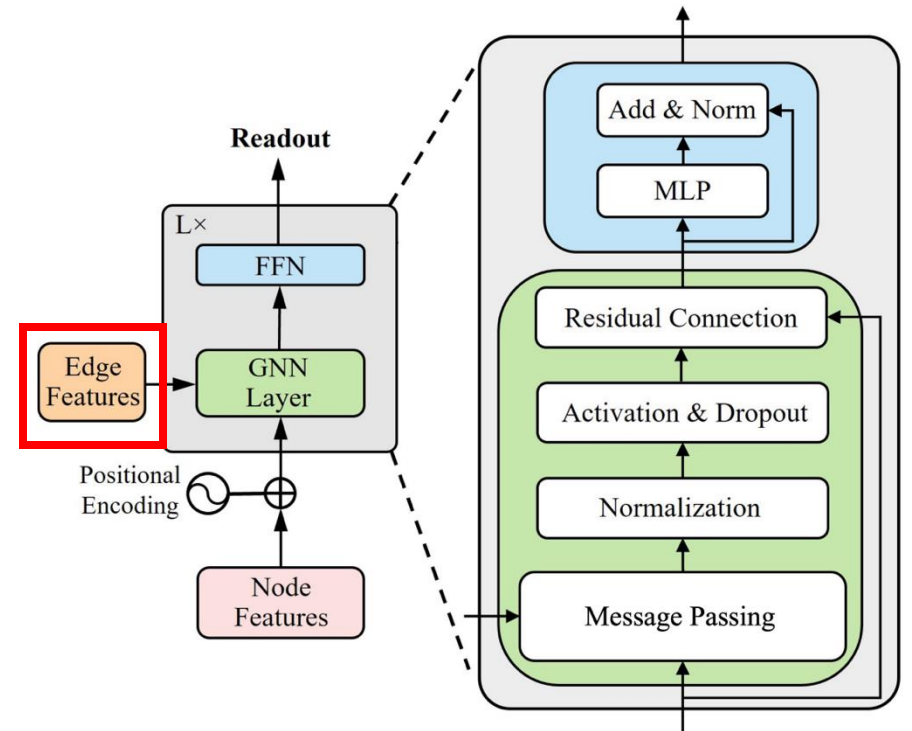 Readout
L×
FFN
GNN
Layer
Edge
Features
Positional
Encoding
Node
Features
Add & Norm
MLP
Residual Connection
Activation & Dropout
Normalization
Message Passing